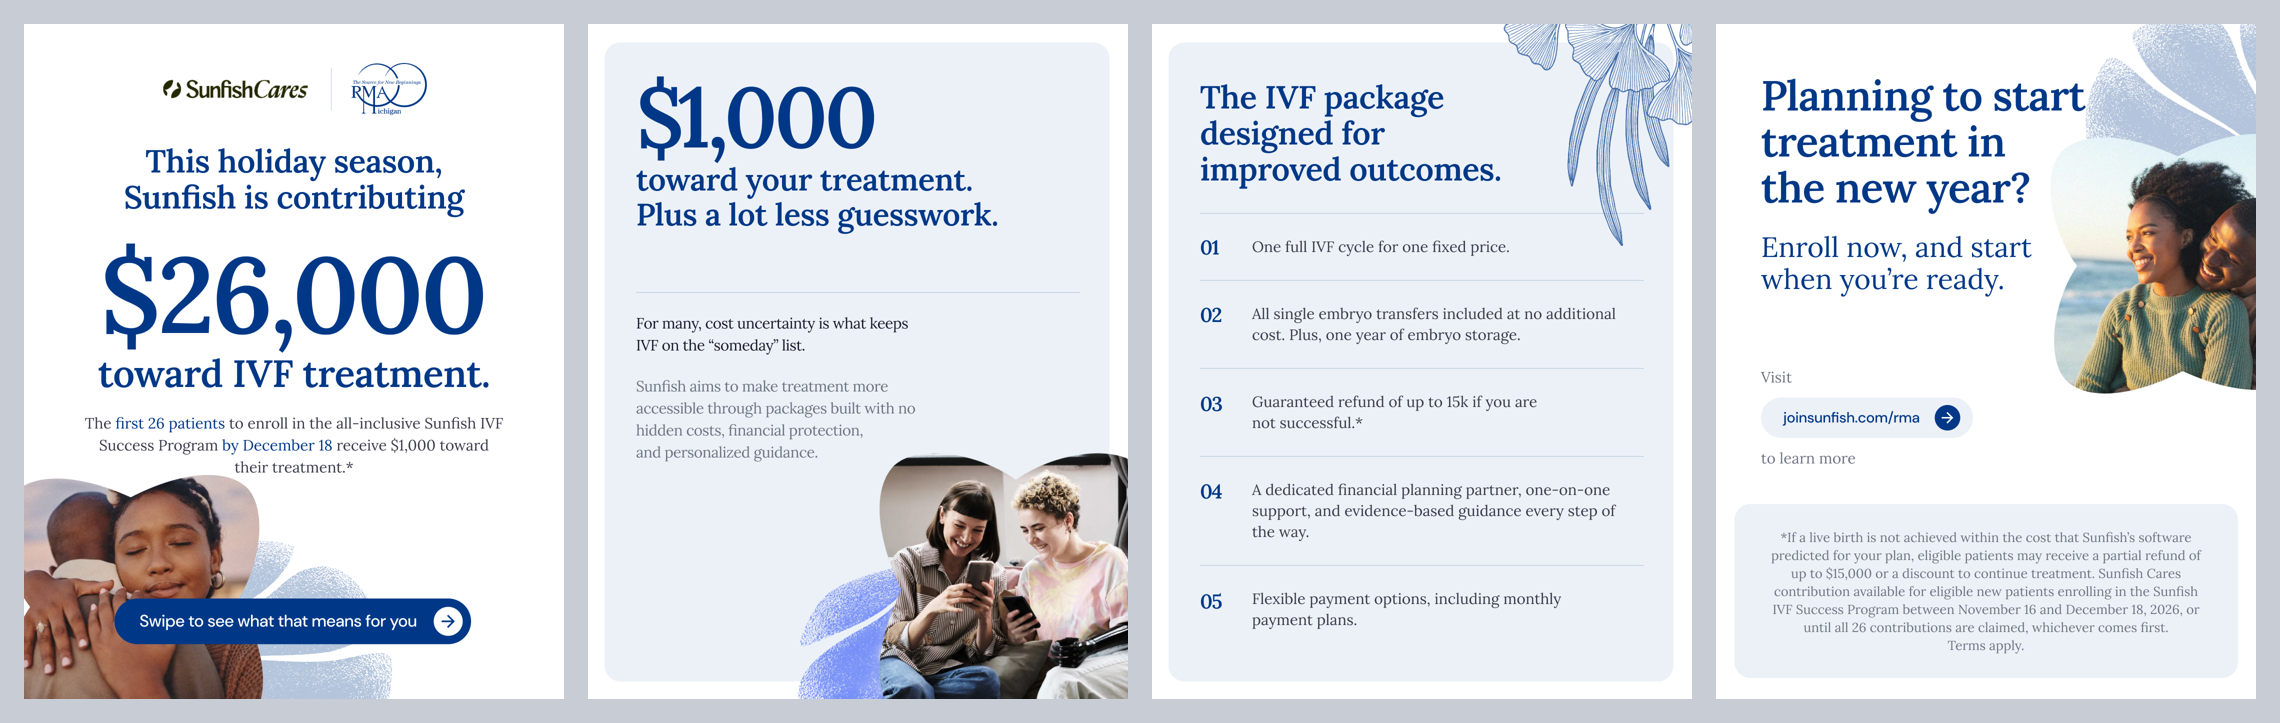 SunfishCares
The Source for New Beginnings
RMA
Michigan
This holiday season,
Sunfish is contributing
$26,000
toward IVF treatment.
The first 26 patients to enroll in the all-inclusive Sunfish IVF
Success Program by December 18 receive $1,000 toward
their treatment.*
Swipe to see what that means for you
$1,000
toward your treatment.
Plus a lot less guesswork.
For many, cost uncertainty is what keeps
IVF on the “someday” list.
Sunfish aims to make treatment more
accessible through packages built with no
hidden costs, financial protection,
and personalized guidance.
The IVF package
designed for
improved outcomes.
01 One full IVF cycle for one fixed price.
02 All single embryo transfers included at no additional
cost. Plus, one year of embryo storage.
03 Guaranteed refund of up to 15k if you are
not successful.*
04 A dedicated financial planning partner, one-on-one
support, and evidence-based guidance every step of
the way.
05 Flexible payment options, including monthly
payment plans.
Planning to start
treatment in
the new year?
Enroll now, and start
when you’re ready.
Visit
joinsunfish.com/rma
to learn more
*If a live birth is not achieved within the cost that Sunfish’s software
predicted for your plan, eligible patients may receive a partial refund of
up to $15,000 or a discount to continue treatment. Sunfish Cares
contribution available for eligible new patients enrolling in the Sunfish
IVF Success Program between November 16 and December 18, 2026, or
until all 26 contributions are claimed, whichever comes first.
Terms apply.